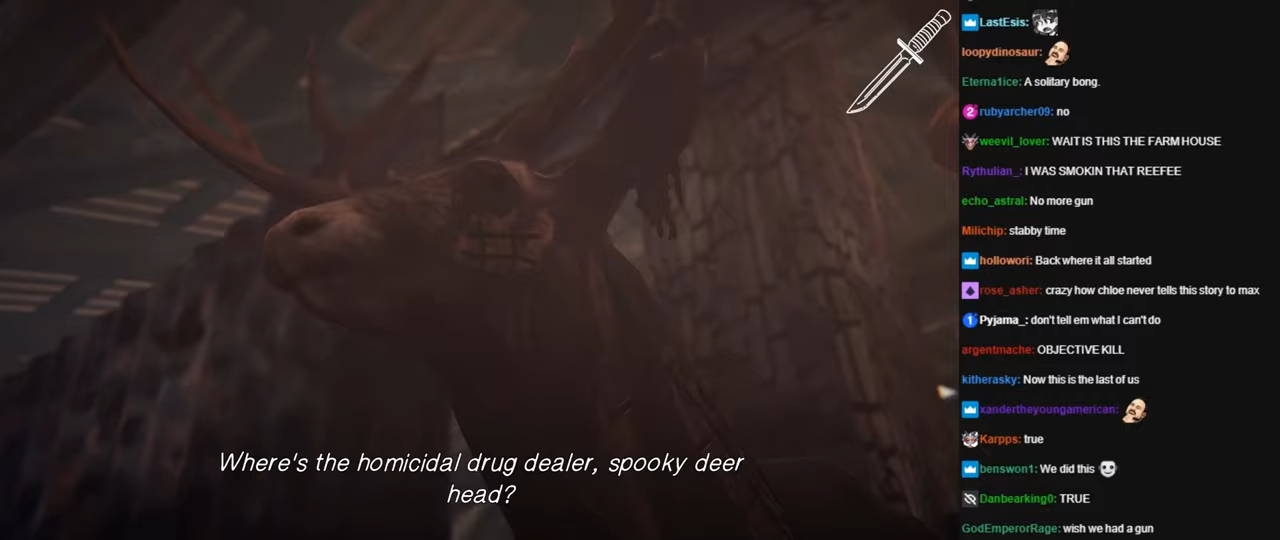 LastEsis:
loopydinosaur:
Eterna1ice: A solitary bong.
2 rubyarcher09: no
weevil_lover: WAIT IS THIS THE FARM HOUSE
Rythulian_: I WAS SMOKIN THAT REEFEE
echo_astral: No more gun
Milichip: stabby time
hollowori: Back where it all started
rose_asher: crazy how chloe never tells this story to max
1 Pyjama_: don't tell em what I can't do
argentmache: OBJECTIVE KILL
kitherasky: Now this is the last of us
xandertheyoungamerican:
Karpps: true
benswon1: We did this
Danbearking0: TRUE
GodEmperorRage: wish we had a gun
Where's the homicidal drug dealer, spooky deer
head?